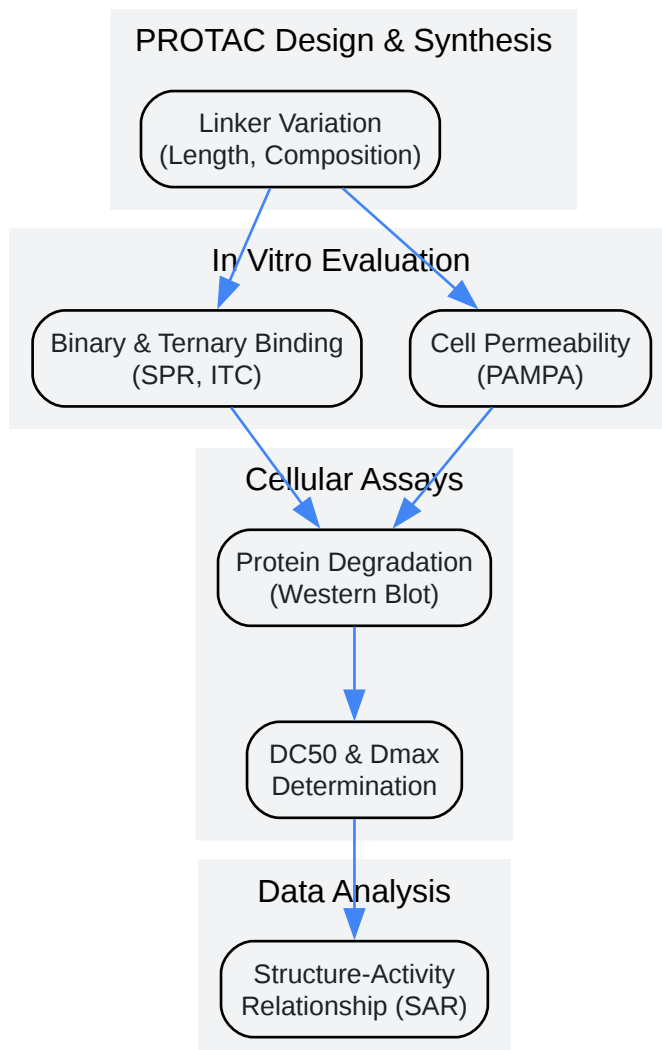 PROTAC Design & Synthesis
Linker Variation
(Length, Composition)
In Vitro Evaluation
Binary & Ternary Binding
(SPR, ITC)
Cell Permeability
(PAMPA)
Cellular Assays
Protein Degradation
(Western Blot)
DC50 & Dmax
Determination
Data Analysis
Structure-Activity
Relationship (SAR)